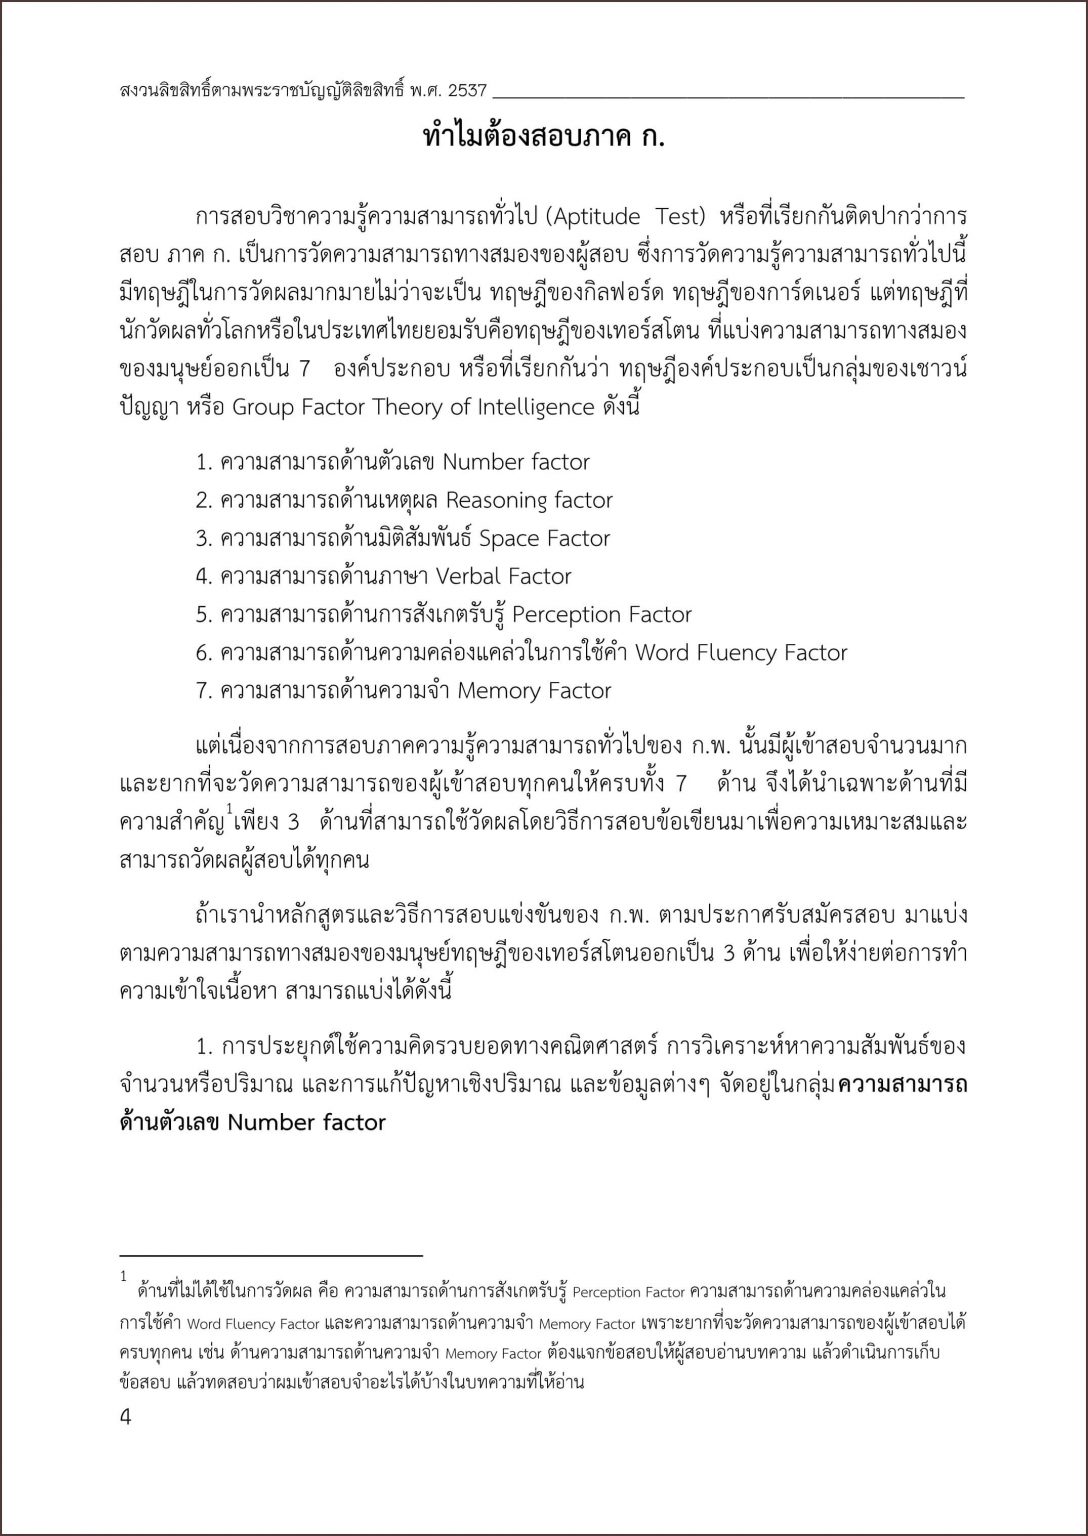 สงวนลิขสิทธิ์ตามพระราชบัญญัติลิขสิทธิ์ พ.ศ. 2537
ทำไมต้องสอบภาค ก.
การสอบวิชาความรู้ความสามารถทั่วไป (Aptitude Test) หรือที่เรียกกันติดปากว่าการ
สอบ ภาค ก. เป็นการวัดความสามารถทางสมองของผู้สอบ ซึ่งการวัดความรู้ความสามารถทั่วไปนี้
มีทฤษฎีในการวัดผลมากมายไม่ว่าจะเป็น ทฤษฎีของกิลฟอร์ด ทฤษฎีของการ์ดเนอร์ แต่ทฤษฎีที่
นักวัดผลทั่วโลกหรือในประเทศไทยยอมรับคือทฤษฎีของเทอร์สโตน ที่แบ่งความสามารถทางสมอง
ของมนุษย์ออกเป็น 7 องค์ประกอบ หรือที่เรียกกันว่า ทฤษฎีองค์ประกอบเป็นกลุ่มของเชาวน์
ปัญญา หรือ Group Factor Theory of Intelligence ดังนี้
1. ความสามารถด้านตัวเลข Number factor
2. ความสามารถด้านเหตุผล Reasoning factor
3. ความสามารถด้านมิติสัมพันธ์ Space Factor
4. ความสามารถด้านภาษา Verbal Factor
5. ความสามารถด้านการสังเกตรับรู้ Perception Factor
6. ความสามารถด้านความคล่องแคล่วในการใช้คำ Word Fluency Factor
7. ความสามารถด้านความจำ Memory Factor
แต่เนื่องจากการสอบภาคความรู้ความสามารถทั่วไปของ ก.พ. นั้นมีผู้เข้าสอบจำนวนมาก
และยากที่จะวัดความสามารถของผู้เข้าสอบทุกคนให้ครบทั้ง 7 ด้าน จึงได้นำเฉพาะด้านที่มี
ความสำคัญ1เพียง 3 ด้านที่สามารถใช้วัดผลโดยวิธีการสอบข้อเขียนมาเพื่อความเหมาะสมและ
สามารถวัดผลผู้สอบได้ทุกคน
ถ้าเรานำหลักสูตรและวิธีการสอบแข่งขันของ ก.พ. ตามประกาศรับสมัครสอบ มาแบ่ง
ตามความสามารถทางสมองของมนุษย์ทฤษฎีของเทอร์สโตนออกเป็น 3 ด้าน เพื่อให้ง่ายต่อการทำ
ความเข้าใจเนื้อหา สามารถแบ่งได้ดังนี้
1. การประยุกต์ใช้ความคิดรวบยอดทางคณิตศาสตร์ การวิเคราะห์หาความสัมพันธ์ของ
จำนวนหรือปริมาณ และการแก้ปัญหาเชิงปริมาณ และข้อมูลต่างๆ จัดอยู่ในกลุ่มความสามารถ
ด้านตัวเลข Number factor
1 ด้านที่ไม่ได้ใช้ในการวัดผล คือ ความสามารถด้านการสังเกตรับรู้ Perception Factor ความสามารถด้านความคล่องแคล่วใน
การใช้คำ Word Fluency Factor และความสามารถด้านความจำ Memory Factor เพราะยากที่จะวัดความสามารถของผู้เข้าสอบได้
ครบทุกคน เช่น ด้านความสามารถด้านความจำ Memory Factor ต้องแจกข้อสอบให้ผู้สอบอ่านบทความ แล้วดำเนินการเก็บ
ข้อสอบ แล้วทดสอบว่าผมเข้าสอบจำอะไรได้บ้างในบทความที่ให้อ่าน
4